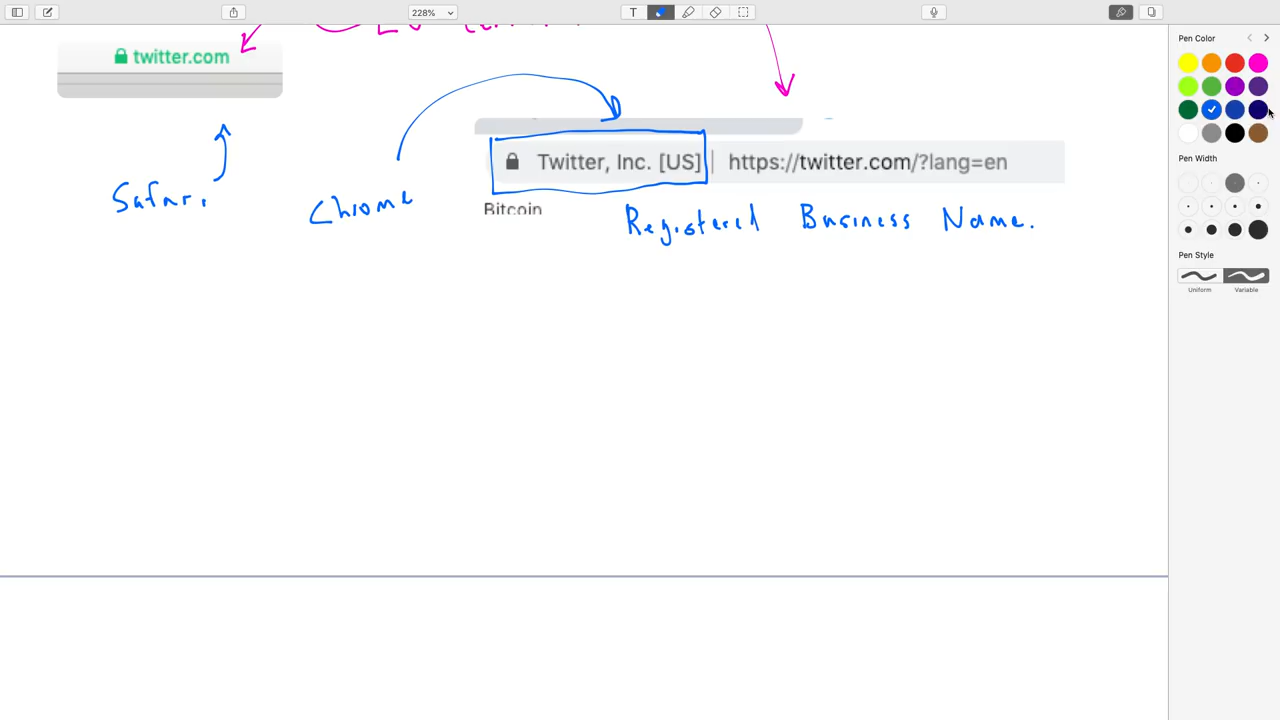 228%
T
Pen Color
twitter.com
Twitter, Inc. [US] | https://twitter.com/?lang=en
Pen Width
Safari
Chrome
Bitcoin
Registered Business Name.
Pen Style
Uniform Variable